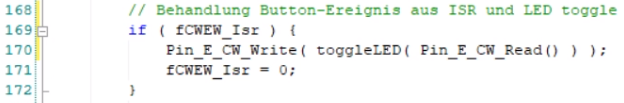 168 // Behandlung Button-Ereignis aus ISR und LED toggle
169 if ( fCWEW_Isr ) {
170 Pin_E_CW_Write( toggleLED( Pin_E_CW_Read() ) );
171 fCWEW_Isr = 0;
172 }